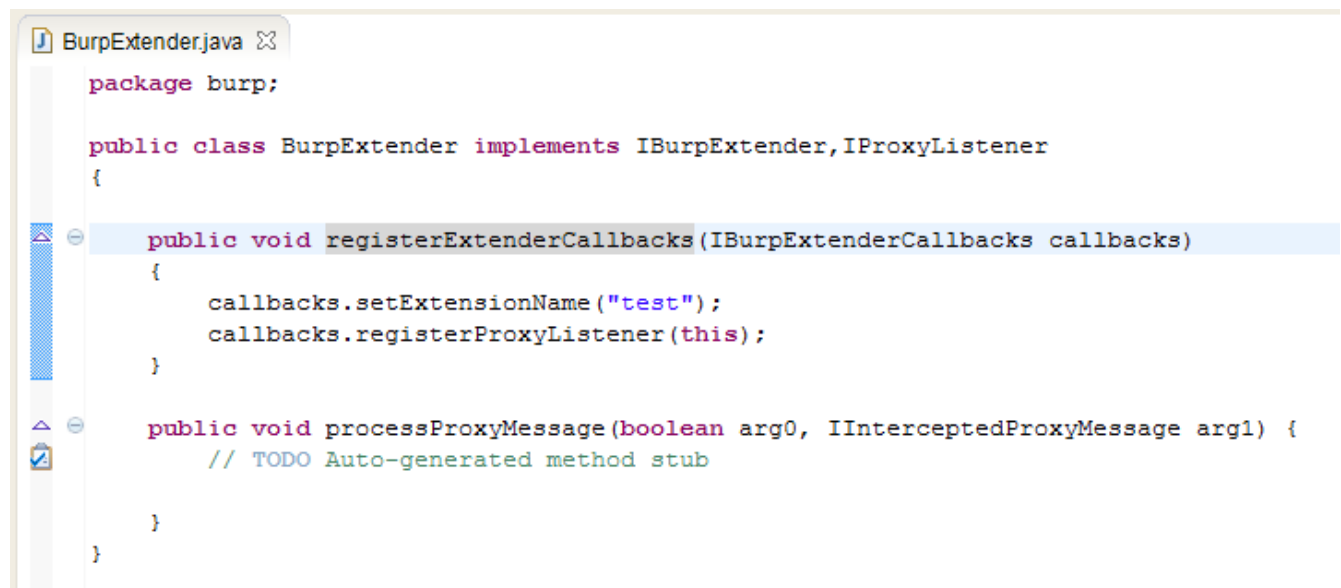 BurpExtender.java
package burp;
public class BurpExtender implements IBurpExtender,IProxyListener
{
public void registerExtenderCallbacks(IBurpExtenderCallbacks callbacks)
{
callbacks.setExtensionName("test");
callbacks.registerProxyListener(this);
}
public void processProxyMessage(boolean arg0, IInterceptedProxyMessage arg1) {
// TODO Auto-generated method stub
}
}